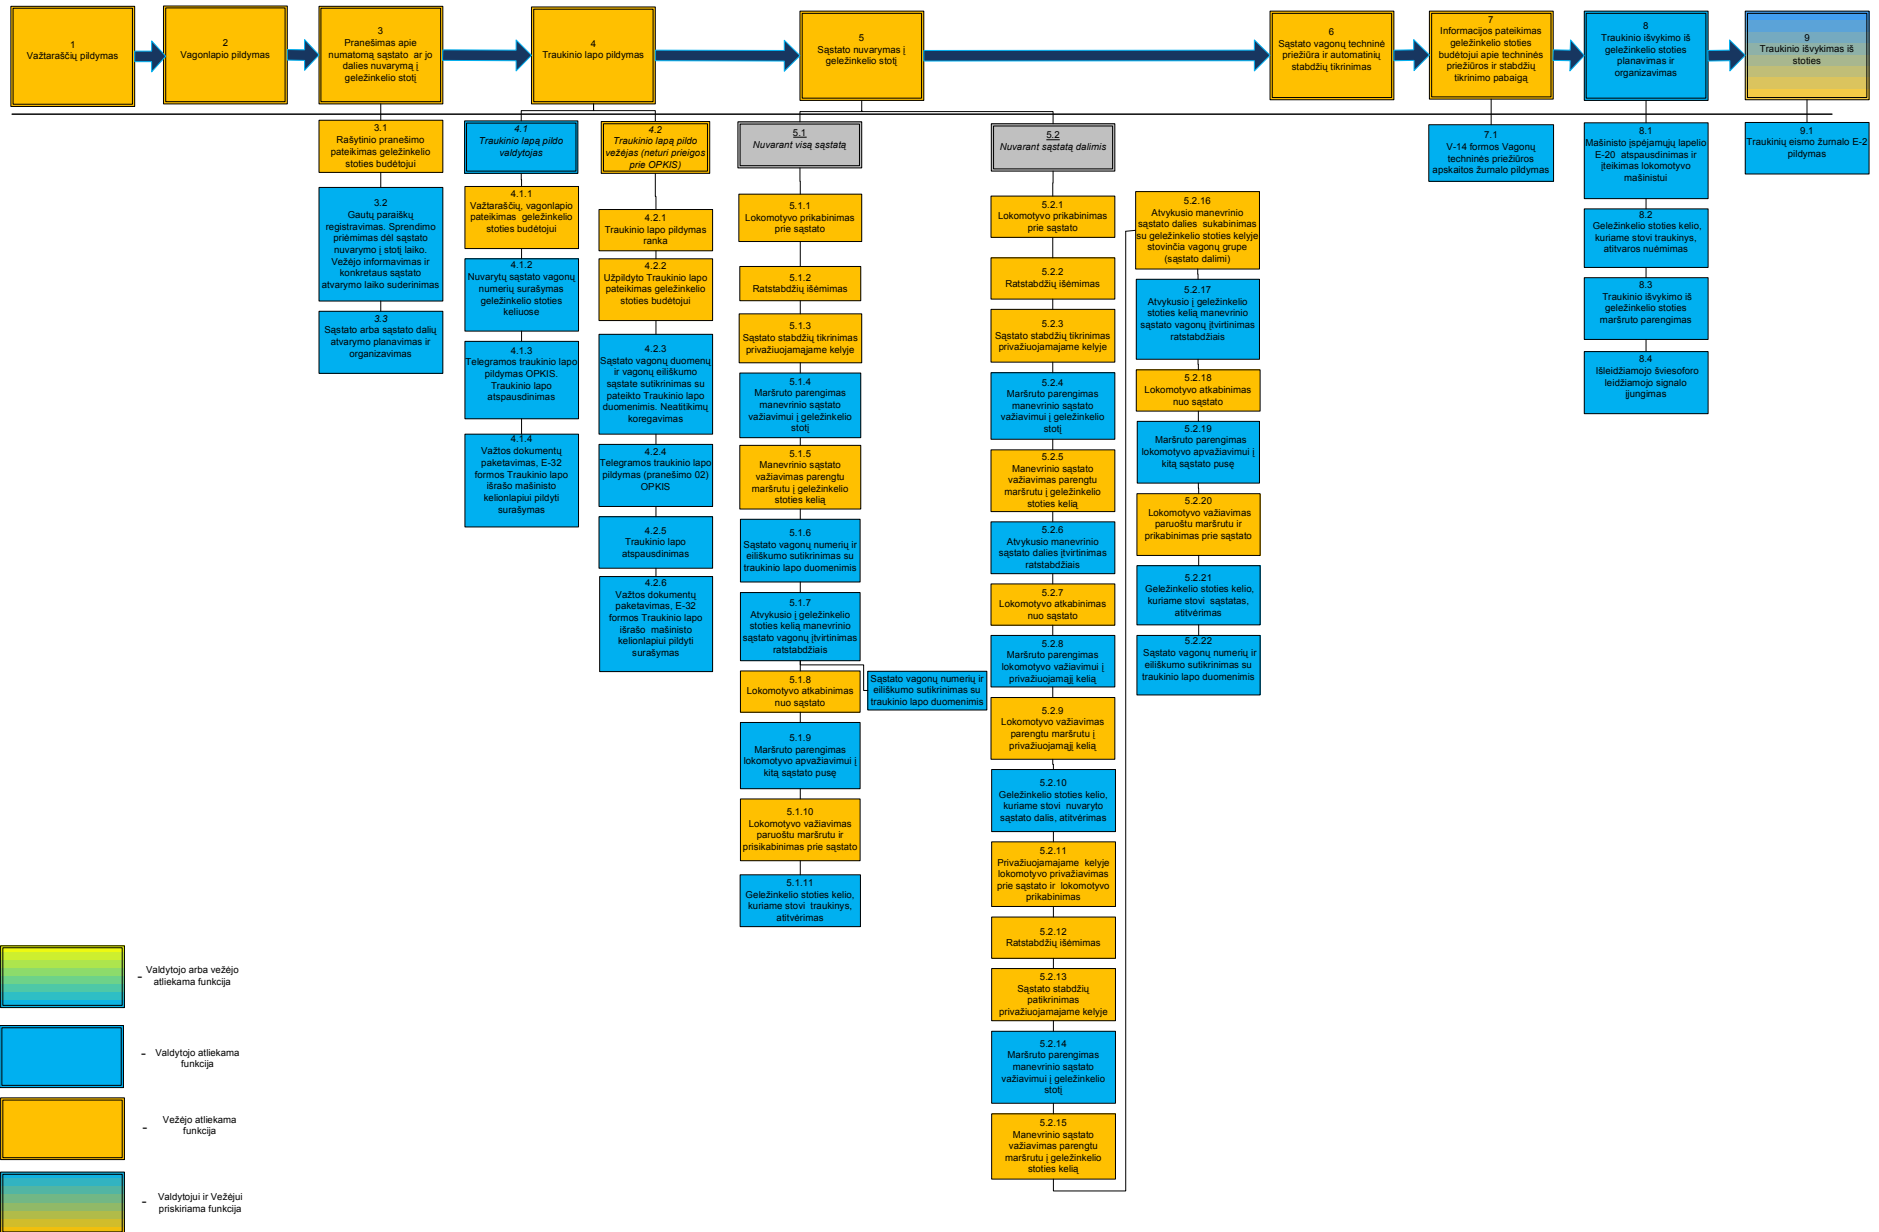 1
Važtaraščių pildymas
2
Vagonlapio pildymas
3
Pranešimas apie
numatomą sąstato  ar jo
dalies nuvarymą į
geležinkelio stotį
4
Traukinio lapo pildymas
5
Sąstato nuvarymas į
geležinkelio stotį
6
Sąstato vagonų techninė
priežiūra ir automatinių
stabdžių tikrinimas
7
Informacijos pateikimas
geležinkelio stoties
budėtojui apie techninės
priežiūros ir stabdžių
tikrinimo pabaigą
8
Traukinio išvykimo iš
geležinkelio stoties
planavimas ir
organizavimas
9
Traukinio išvykimas iš
stoties
3.1
Rašytinio pranešimo
pateikimas geležinkelio
stoties budėtojui
3.2
Gautų paraiškų
registravimas. Sprendimo
priėmimas dėl sąstato
nuvarymo į stotį laiko.
Vežėjo informavimas ir
konkretaus sąstato
atvarymo laiko suderinimas
3.3
Sąstato arba sąstato dalių
atvarymo planavimas ir
organizavimas
4.1
Traukinio lapą pildo
valdytojas
4.1.1
Važtaraščių, vagonlapio
pateikimas  geležinkelio
stoties budėtojui
4.1.2
Nuvarytų sąstato vagonų
numerių surašymas
geležinkelio stoties
keliuose
4.1.3
Telegramos traukinio lapo
pildymas OPKIS.
Traukinio lapo
atspausdinimas
4.1.4
Važtos dokumentų
paketavimas, E-32
formos Traukinio lapo
išrašo mašinisto
kelionlapiui pildyti
surašymas
4.2
Traukinio lapą pildo
vežėjas (neturi prieigos
prie OPKIS)
4.2.1
Traukinio lapo pildymas
ranka
4.2.2
Užpildyto Traukinio lapo
pateikimas geležinkelio
stoties budėtojui
4.2.3
Sąstato vagonų duomenų
ir vagonų eiliškumo
sąstate sutikrinimas su
pateikto Traukinio lapo
duomenimis. Neatitikimų
koregavimas
4.2.4
Telegramos traukinio lapo
pildymas (pranešimo 02)
OPKIS
4.2.5
Traukinio lapo
atspausdinimas
4.2.6
Važtos dokumentų
paketavimas, E-32
formos Traukinio lapo
išrašo  mašinisto
kelionlapiui pildyti
surašymas
5.1
Nuvarant visą sąstatą
5.1.1
Lokomotyvo prikabinimas
prie sąstato
5.1.2
Ratstabdžių išėmimas
5.1.3
Sąstato stabdžių tikrinimas
privažiuojamajame kelyje
5.1.4
Maršruto parengimas
manevrinio sąstato
važiavimui į geležinkelio
stotį
5.1.5
Manevrinio sąstato
važiavimas parengtu
maršrutu į geležinkelio
stoties kelią
5.1.6
Sąstato vagonų numerių ir
eiliškumo sutikrinimas su
traukinio lapo duomenimis
5.1.7
Atvykusio į geležinkelio
stoties kelią manevrinio
sąstato vagonų įtvirtinimas
ratstabdžiais
Sąstato vagonų numerių ir
eiliškumo sutikrinimas su
traukinio lapo duomenimis
5.1.8
Lokomotyvo atkabinimas
nuo sąstato
5.1.9
Maršruto parengimas
lokomotyvo apvažiavimui į
kitą sąstato pusę
5.1.10
Lokomotyvo važiavimas
paruoštu maršrutu ir
prisikabinimas prie sąstato
5.1.11
Geležinkelio stoties kelio,
kuriame stovi  traukinys,
atitvėrimas
5.2
Nuvarant sąstatą dalimis
5.2.1
Lokomotyvo prikabinimas
prie sąstato
5.2.2
Ratstabdžių išėmimas
5.2.3
Sąstato stabdžių tikrinimas
privažiuojamajame kelyje
5.2.4
Maršruto parengimas
manevrinio sąstato
važiavimui į geležinkelio
stotį
5.2.5
Manevrinio sąstato
važiavimas parengtu
maršrutu į geležinkelio
stoties kelią
5.2.6
Atvykusio manevrinio
sąstato dalies įtvirtinimas
ratstabdžiais
5.2.7
Lokomotyvo atkabinimas
nuo sąstato
5.2.8
Maršruto parengimas
lokomotyvo važiavimui į
privažiuojamąjį kelią
5.2.9
Lokomotyvo važiavimas
parengtu maršrutu į
privažiuojamąjį kelią
5.2.10
Geležinkelio stoties kelio,
kuriame stovi  nuvaryto
sąstato dalis, atitvėrimas
5.2.11
Privažiuojamajame  kelyje
lokomotyvo privažiavimas
prie sąstato ir  lokomotyvo
prikabinimas
5.2.12
Ratstabdžių išėmimas
5.2.13
Sąstato stabdžių
patikrinimas
privažiuojamajame kelyje
5.2.14
Maršruto parengimas
manevrinio sąstato
važiavimui į geležinkelio
stotį
5.2.15
Manevrinio sąstato
važiavimas parengtu
maršrutu į geležinkelio
stoties kelią
5.2.16
Atvykusio manevrinio
sąstato dalies  sukabinimas
su geležinkelio stoties kelyje
stovinčia vagonų grupe
(sąstato dalimi)
5.2.17
Atvykusio į geležinkelio
stoties kelią manevrinio
sąstato vagonų įtvirtinimas
ratstabdžiais
5.2.18
Lokomotyvo atkabinimas
nuo sąstato
5.2.19
Maršruto parengimas
lokomotyvo apvažiavimui į
kitą sąstato pusę
5.2.20
Lokomotyvo važiavimas
paruoštu maršrutu ir
prikabinimas prie sąstato
5.2.21
Geležinkelio stoties kelio,
kuriame stovi  sąstatas,
atitvėrimas
5.2.22
Sąstato vagonų numerių ir
eiliškumo sutikrinimas su
traukinio lapo duomenimis
7.1
V-14 formos Vagonų
techninės priežiūros
apskaitos žurnalo pildymas
8.1
Mašinisto įspėjamųjų lapelio
E-20  atspausdinimas ir
įteikimas lokomotyvo
mašinistui
8.2
Geležinkelio stoties kelio,
kuriame stovi traukinys,
atitvaros nuėmimas
8.3
Traukinio išvykimo iš
geležinkelio stoties
maršruto parengimas
8.4
Išleidžiamojo šviesoforo
leidžiamojo signalo
įjungimas
9.1
Traukinių eismo žurnalo E-2
pildymas
- Valdytojo arba vežėjo
atliekama funkcija
- Valdytojo atliekama
funkcija
- Vežėjo atliekama
funkcija
- Valdytojui ir Vežėjui
priskiriama funkcija